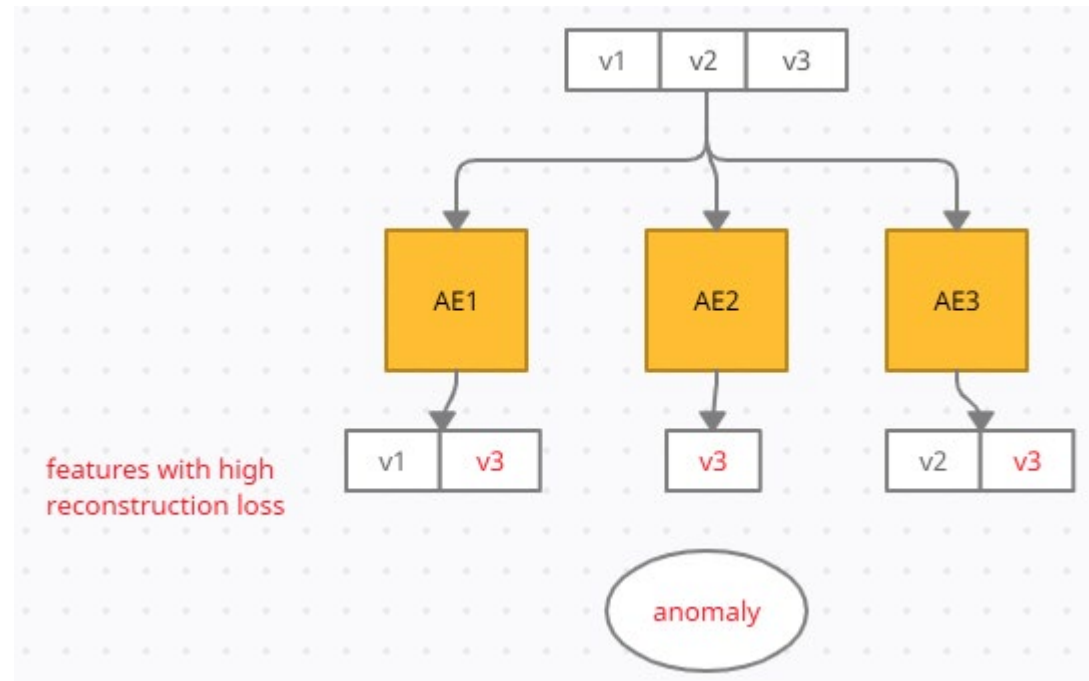 v1 v2 v3
AE1 AE2 AE3
v1 v3 v3 v2 v3
features with high
reconstruction loss
anomaly